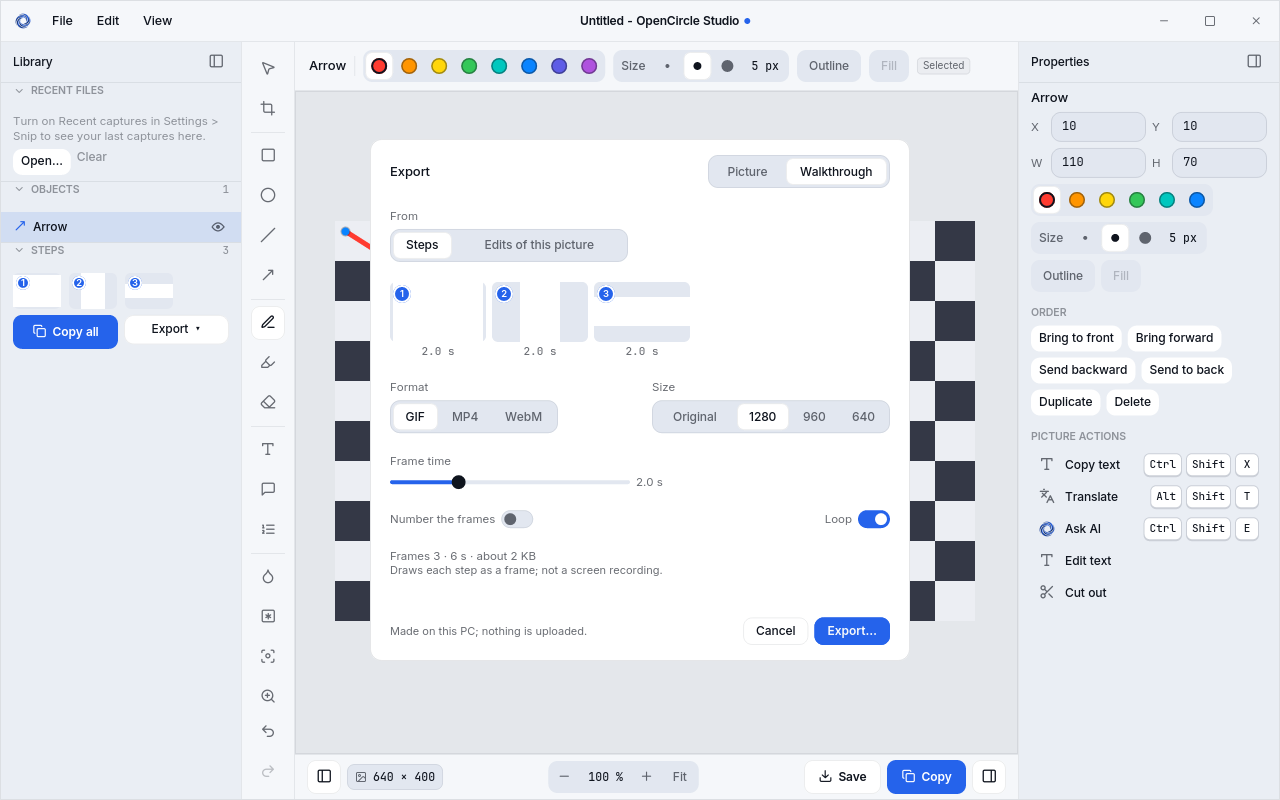 File Edit View
Untitled - OpenCircle Studio
Library
RECENT FILES
Turn on Recent captures in Settings >
Snip to see your last captures here.
Open... Clear
OBJECTS 1
Arrow
STEPS 3
1 2 3
Copy all Export
Arrow Size 5 px Outline Fill Selected
Export Picture Walkthrough
From
Steps Edits of this picture
1 2 3
2.0 s 2.0 s 2.0 s
Format Size
GIF MP4 WebM Original 1280 960 640
Frame time
2.0 s
Number the frames Loop
Frames 3 · 6 s · about 2 KB
Draws each step as a frame; not a screen recording.
Made on this PC; nothing is uploaded. Cancel Export...
640 × 400 100 % Fit Save Copy
Properties
Arrow
X 10 Y 10
W 110 H 70
Size 5 px
Outline Fill
ORDER
Bring to front Bring forward
Send backward Send to back
Duplicate Delete
PICTURE ACTIONS
Copy text Ctrl Shift X
Translate Alt Shift T
Ask AI Ctrl Shift E
Edit text
Cut out